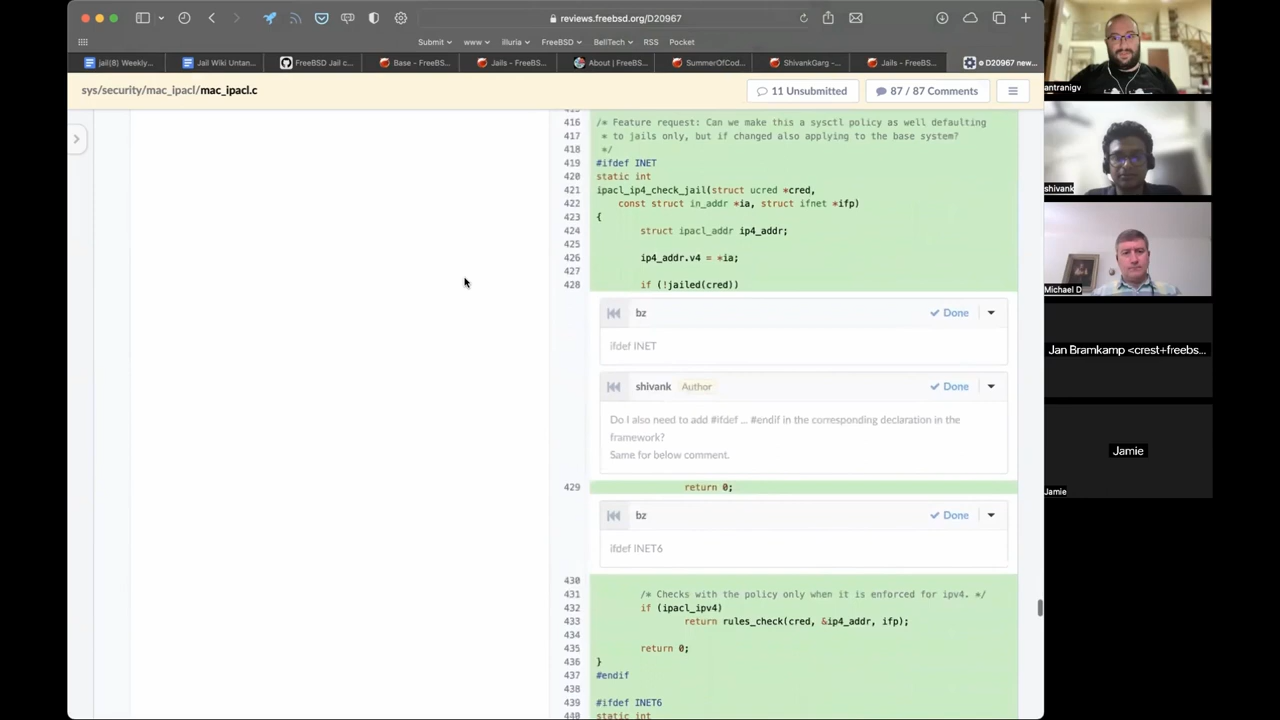 reviews.freebsd.org/D20967
Submit
www
illuria
FreeBSD
BellTech
RSS
Pocket
jail(8) Weekly...
Jail Wiki Untan...
FreeBSD Jail c...
Base - FreeBS...
Jails - FreeBS...
About | FreeBS...
SummerOfCod...
ShivankGarg -...
Jails - FreeBS...
D20967 new...
sys/security/mac_ipacl/mac_ipacl.c
11 Unsubmitted
87 / 87 Comments
416 /* Feature request: Can we make this a sysctl policy as well defaulting
417 * to jails only, but if changed also applying to the base system?
418 */
419 #ifdef INET
420 static int
421 ipacl_ip4_check_jail(struct ucred *cred,
422 const struct in_addr *ia, struct ifnet *ifp)
423 {
424 struct ipacl_addr ip4_addr;
425
426 ip4_addr.v4 = *ia;
427
428 if (!jailed(cred))
bz Done
ifdef INET
shivank Author Done
Do I also need to add #ifdef ... #endif in the corresponding declaration in the
framework?
Same for below comment.
429 return 0;
bz Done
ifdef INET6
430
431 /* Checks with the policy only when it is enforced for ipv4. */
432 if (ipacl_ipv4)
433 return rules_check(cred, &ip4_addr, ifp);
434
435 return 0;
436 }
437 #endif
438
439 #ifdef INET6
440 static int
antranigv
shivank
Michael D
Jan Bramkamp <crest+freebs...
Jamie
Jamie